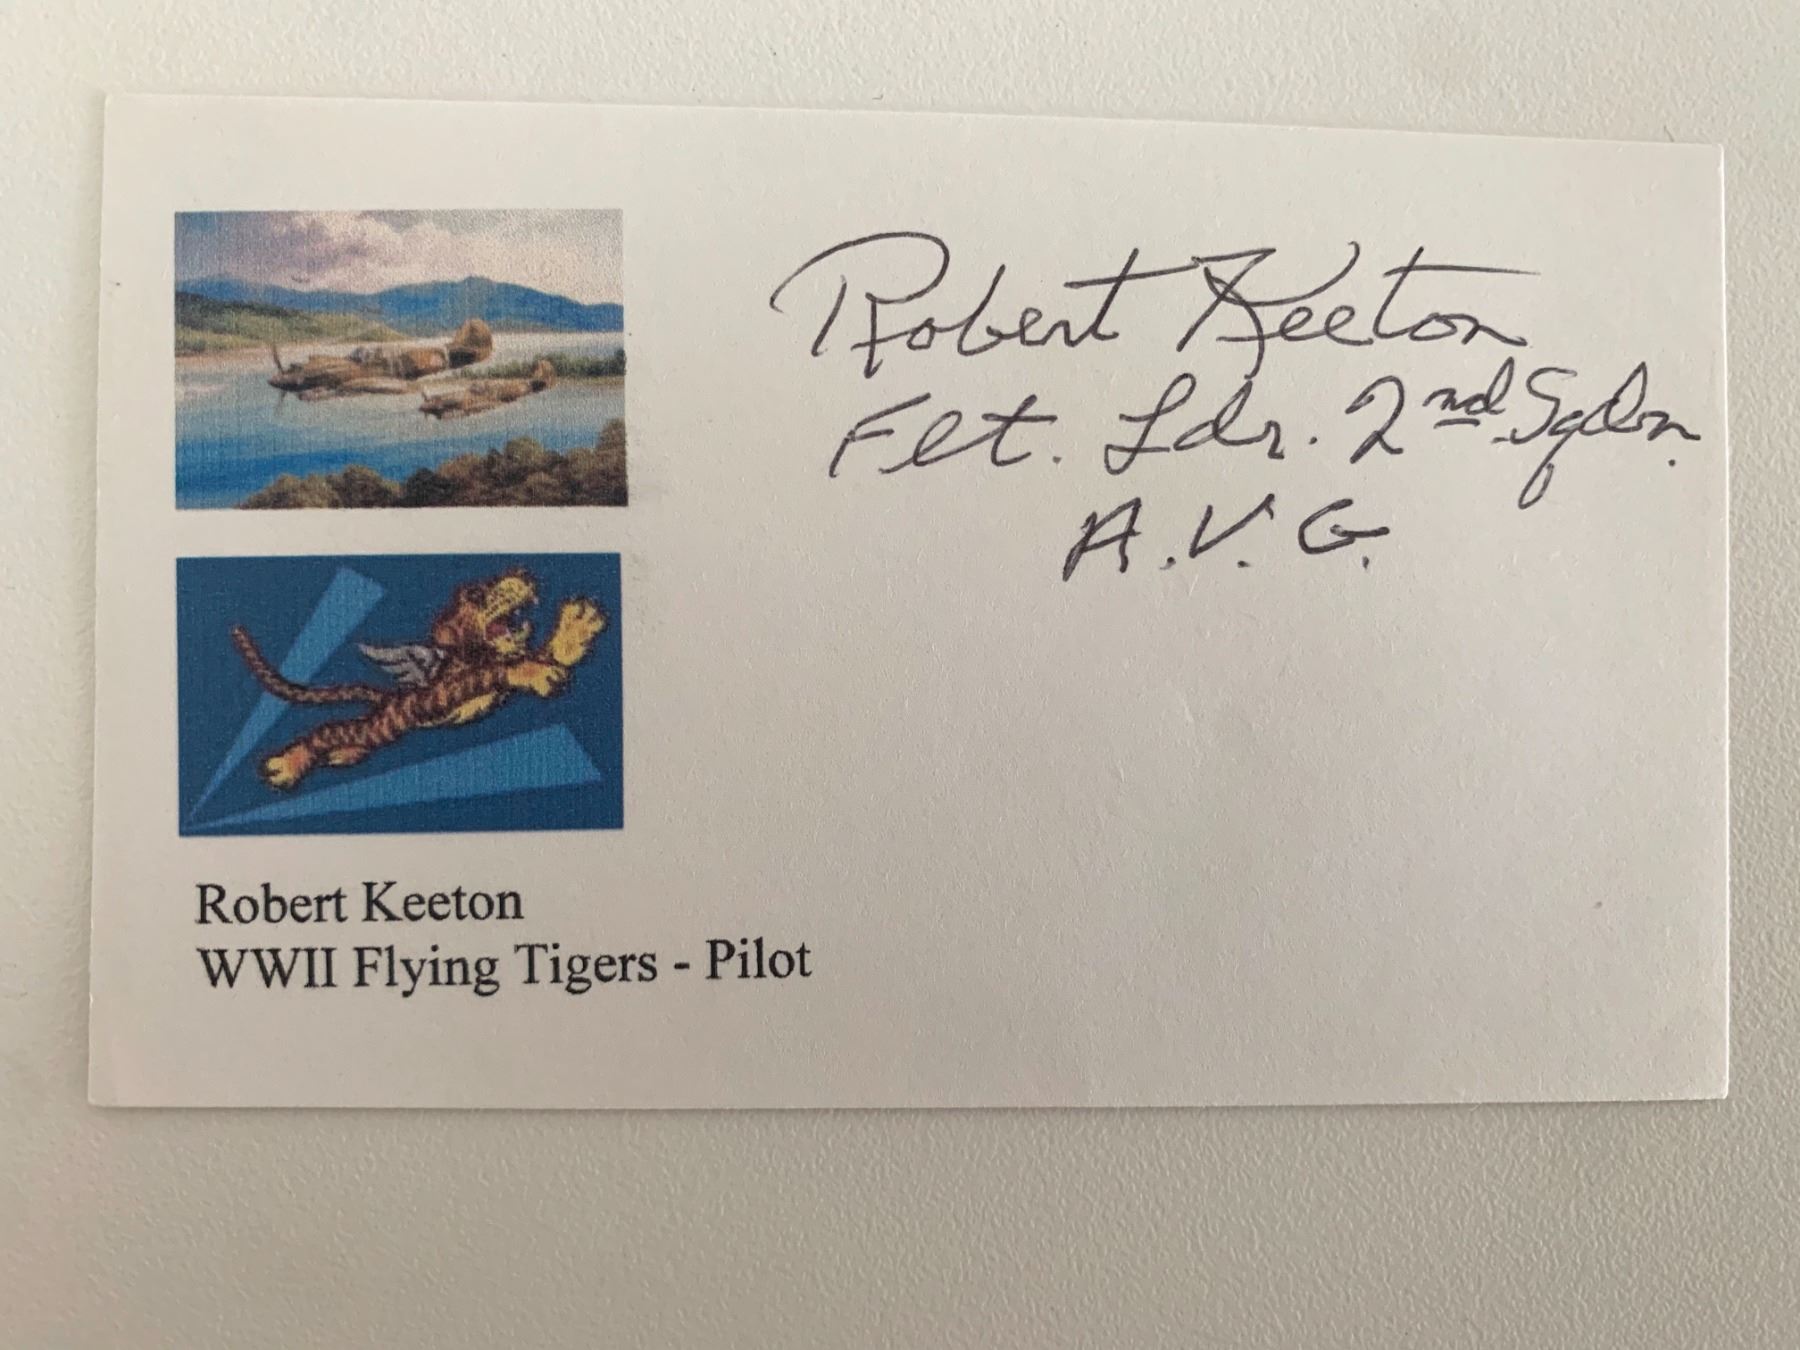 Robert Keeton
Flt. Ldr. 2nd Sqdn.
A.V.G.
Robert Keeton
WWII Flying Tigers - Pilot